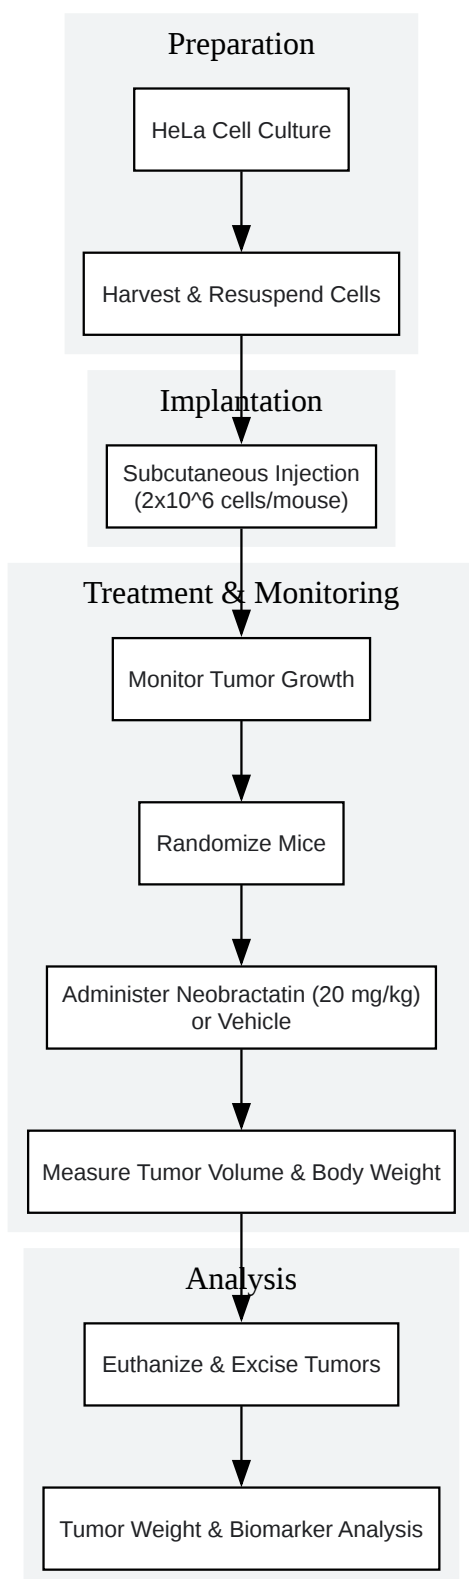 Preparation
HeLa Cell Culture
Harvest & Resuspend Cells
Implantation
Subcutaneous Injection
(2x10^6 cells/mouse)
Treatment & Monitoring
Monitor Tumor Growth
Randomize Mice
Administer Neobractatin (20 mg/kg)
or Vehicle
Measure Tumor Volume & Body Weight
Analysis
Euthanize & Excise Tumors
Tumor Weight & Biomarker Analysis